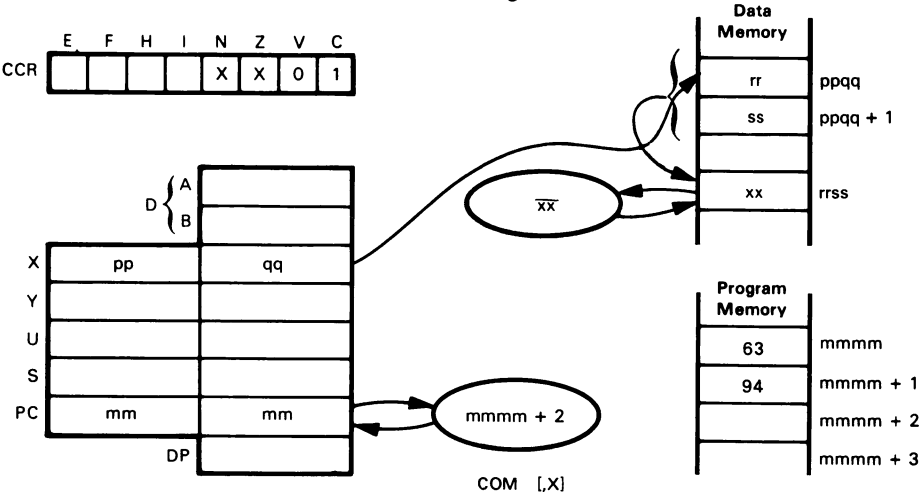 E F H I N Z V C
CCR X X 0 1
Data
Memory
rr ppqq
ss ppqq + 1
xx rrss
x̅x̅
D { A
B
X pp qq
Y
U
S
PC mm mm
DP
mmmm + 2
Program
Memory
63 mmmm
94 mmmm + 1
mmmm + 2
mmmm + 3
COM [,X]